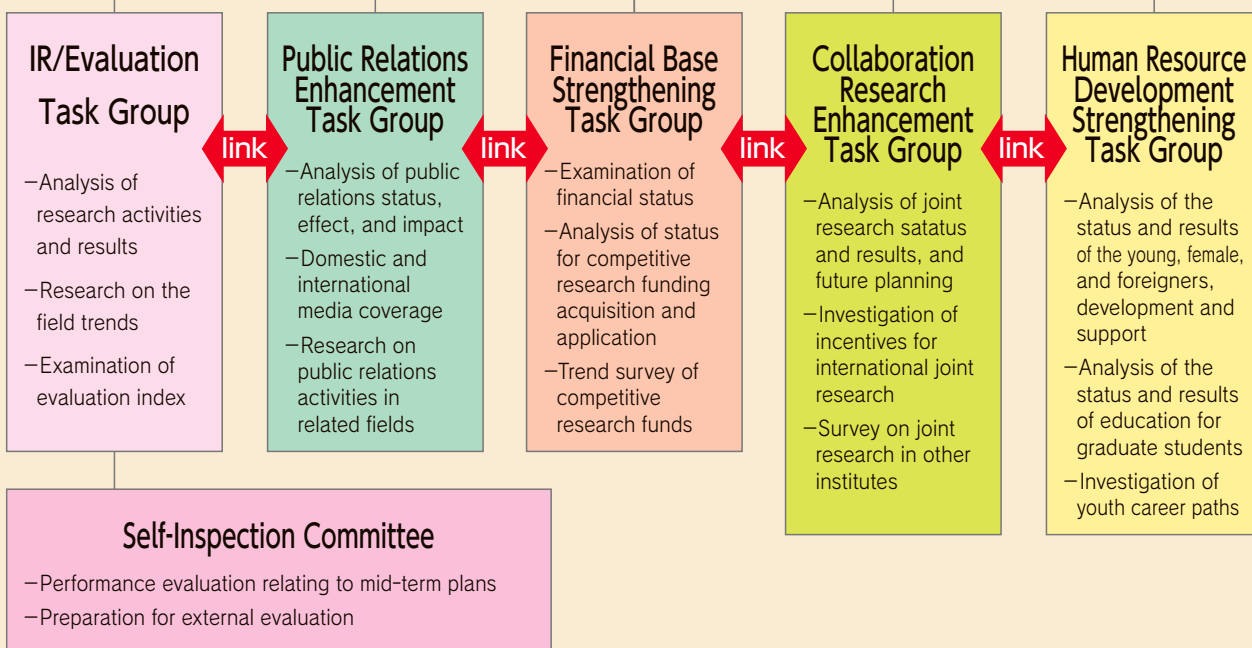 IR/Evaluation
Task Group
−Analysis of
research activities
and results
−Research on the
field trends
−Examination of
evaluation index
link
Public Relations
Enhancement
Task Group
−Analysis of public
relations status,
effect, and impact
−Domestic and
international
media coverage
−Research on
public relations
activities in
related fields
link
Financial Base
Strengthening
Task Group
−Examination of
financial status
−Analysis of status
for competitive
research funding
acquisition and
application
−Trend survey of
competitive
research funds
link
Collaboration
Research
Enhancement
Task Group
−Analysis of joint
research satatus
and results, and
future planning
−Investigation of
incentives for
international joint
research
−Survey on joint
research in other
institutes
link
Human Resource
Development
Strengthening
Task Group
−Analysis of the
status and results
of the young, female,
and foreigners,
development and
support
−Analysis of the
status and results
of education for
graduate students
−Investigation of
youth career paths
Self-Inspection Committee
−Performance evaluation relating to mid-term plans
−Preparation for external evaluation